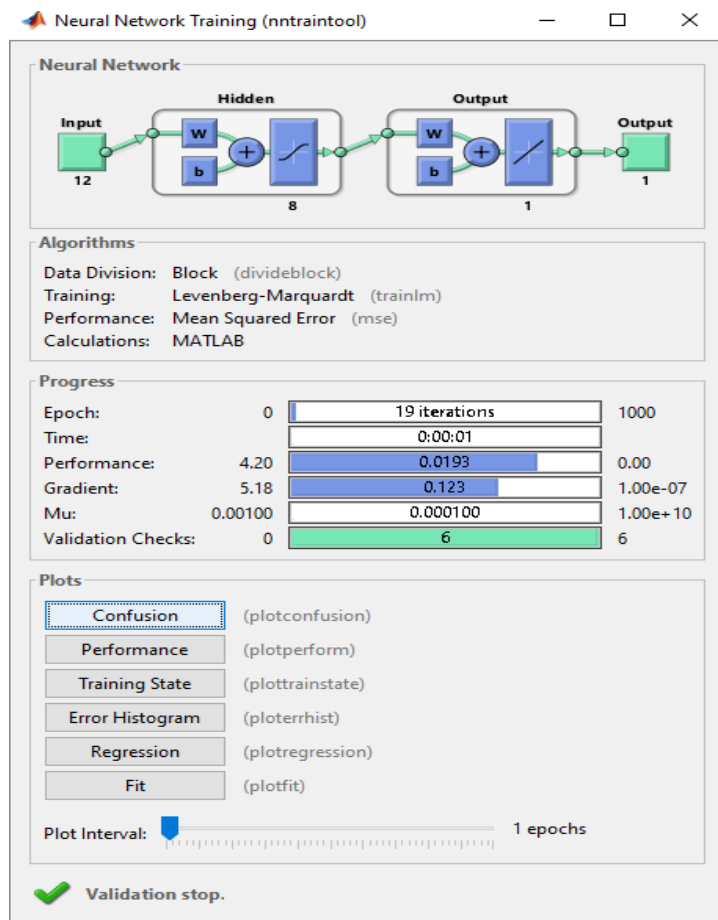 Neural Network Training (nntraintool)
Neural Network
Hidden Output
Input Output
W W
b b
12 8 1 1
Algorithms
Data Division: Block (divideblock)
Training: Levenberg-Marquardt (trainlm)
Performance: Mean Squared Error (mse)
Calculations: MATLAB
Progress
Epoch: 0 19 iterations 1000
Time: 0:00:01
Performance: 4.20 0.0193 0.00
Gradient: 5.18 0.123 1.00e-07
Mu: 0.00100 0.000100 1.00e+10
Validation Checks: 0 6 6
Plots
Confusion (plotconfusion)
Performance (plotperform)
Training State (plottrainstate)
Error Histogram (ploterrhist)
Regression (plotregression)
Fit (plotfit)
Plot Interval: 1 epochs
Validation stop.